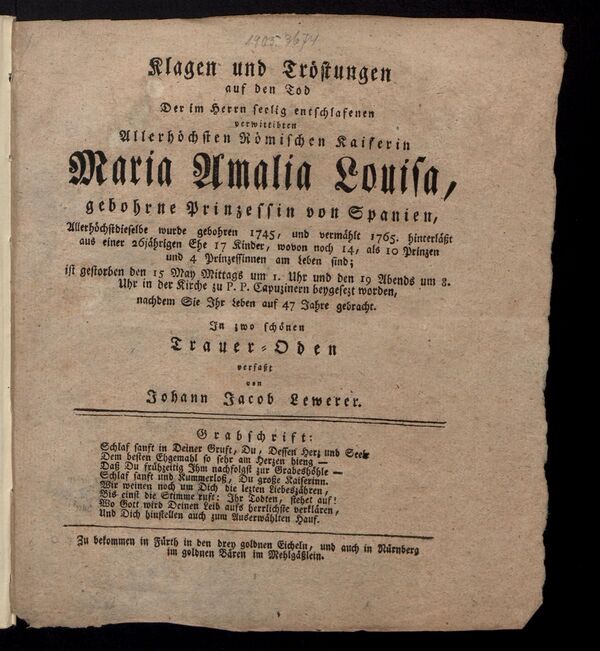 1905.3674
Klagen und Tröstungen
auf den Tod
Der im Herrn seelig entschlafenen
verwittibten
Allerhöchsten Römischen Kaiserin
Maria Amalia Louisa,
gebohrne Prinzessin von Spanien,
Allerhöchstdieselbe wurde gebohren 1745, und vermählt 1765. hinterläßt
aus einer 26jährigen Ehe 17 Kinder, wovon noch 14, als 10 Prinzen
und 4 Prinzessinnen am Leben sind;
ist gestorben den 15 May Mittags um 1. Uhr und den 19 Abends um 8.
Uhr in der Kirche zu P. P. Capuzinern beygesezt worden,
nachdem Sie Ihr Leben auf 47 Jahre gebracht.
In zwo schönen
Trauer-Oden
verfaßt
von
Johann Jacob Lewerer.
Grabschrift:
Schlaf sanft in Deiner Gruft, Du, Dessen Herz und Seele
Dem besten Ehgemahl so sehr am Herzen hieng —
Daß Du frühzeitig Ihm nachfolgst zur Grabeshöhle —
Schlaf sanft und Kummerloß, Du große Kaiserinn.
Wir weinen noch um Dich die lezten Liebeszähren,
Bis einst die Stimme ruft: Ihr Todten, stehet auf!
Wo Gott wird Deinen Leib aufs herrlichste verklären,
Und Dich hinstellen auch zum Auserwählten Hauf.
Zu bekommen in Fürth in den drey goldnen Eicheln, und auch in Nürnberg
im goldnen Bären im Mehlgäßlein.